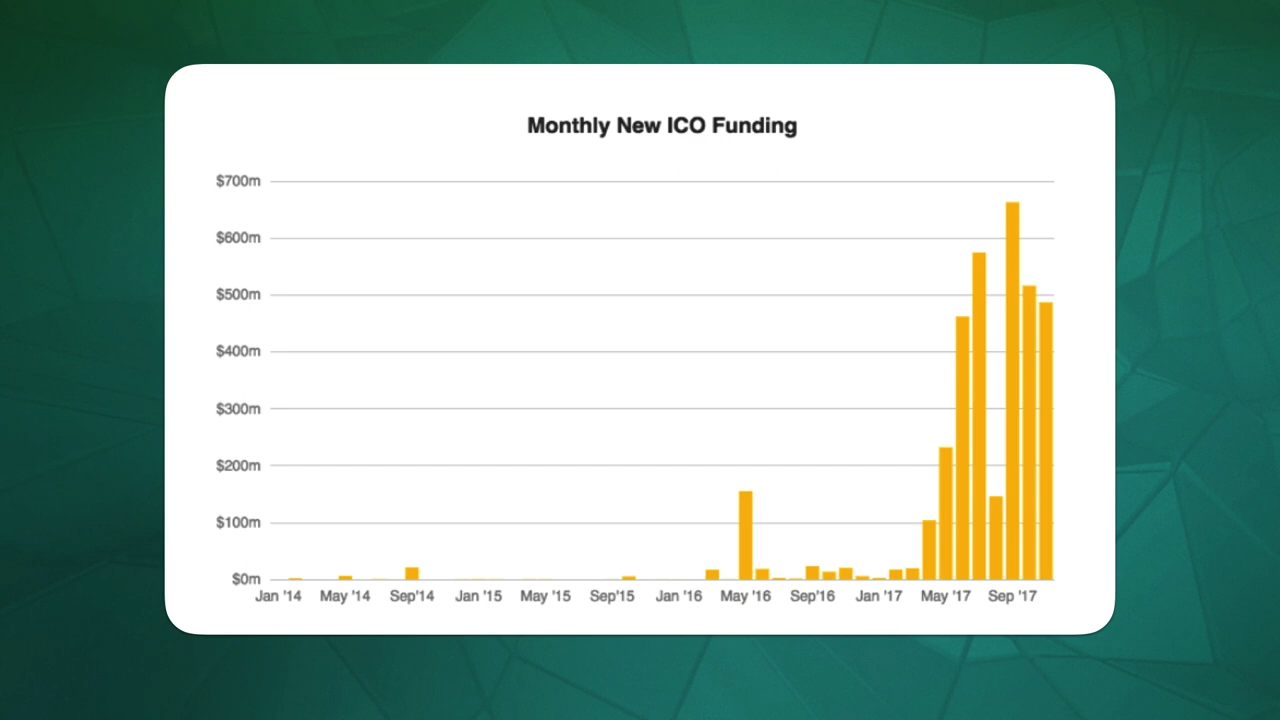 Monthly New ICO Funding
$700m
$600m
$500m
$400m
$300m
$200m
$100m
$0m
Jan '14 May '14 Sep'14 Jan '15 May '15 Sep'15 Jan '16 May '16 Sep'16 Jan '17 May '17 Sep '17